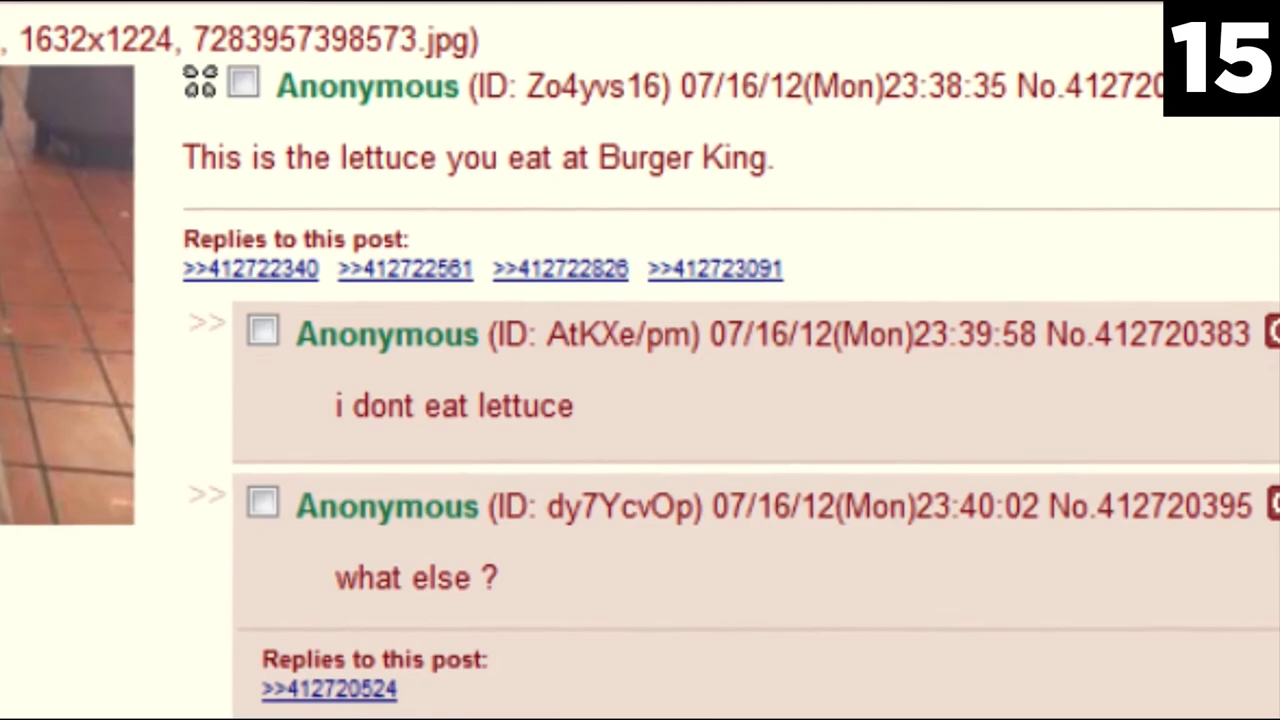 , 1632x1224, 7283957398573.jpg)
15
Anonymous (ID: Zo4yvs16) 07/16/12(Mon)23:38:35 No.412720
This is the lettuce you eat at Burger King.
Replies to this post:
>>412722340 >>412722561 >>412722826 >>412723091
>> Anonymous (ID: AtKXe/pm) 07/16/12(Mon)23:39:58 No.412720383
i dont eat lettuce
>> Anonymous (ID: dy7YcvOp) 07/16/12(Mon)23:40:02 No.412720395
what else ?
Replies to this post:
>>412720524